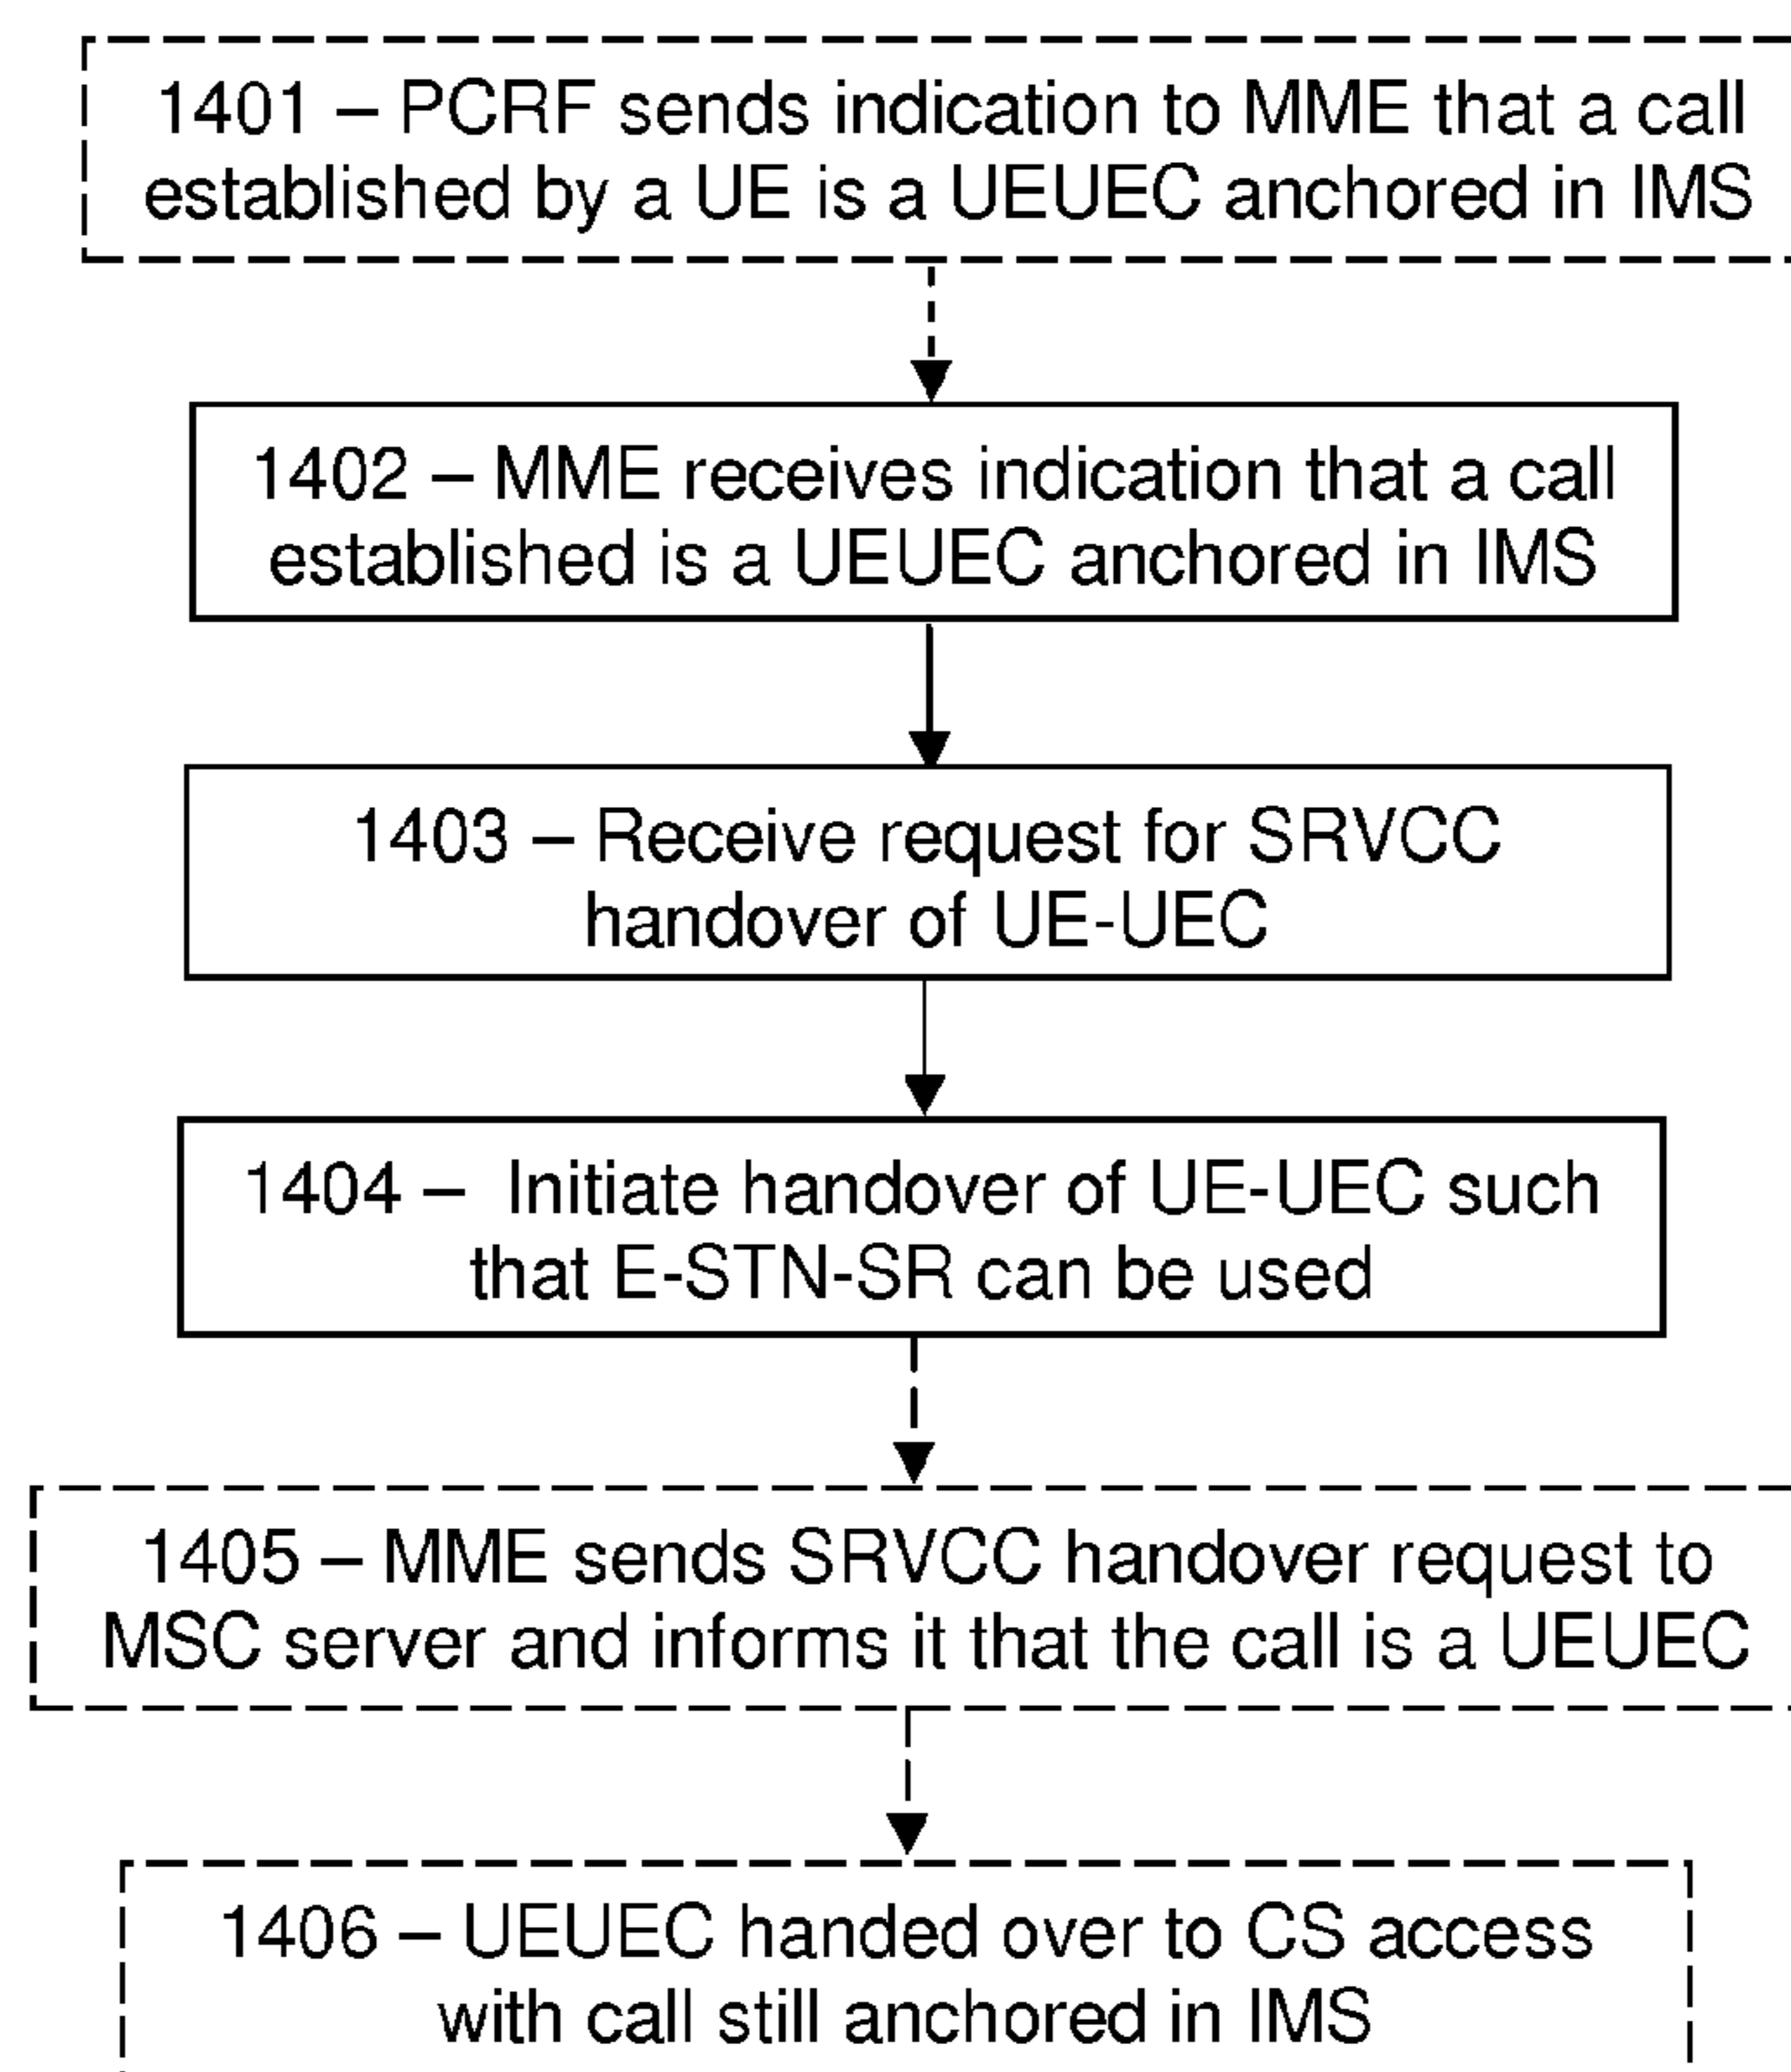 1401 – PCRF sends indication to MME that a call
established by a UE is a UEUEC anchored in IMS
1402 – MME receives indication that a call
established is a UEUEC anchored in IMS
1403 – Receive request for SRVCC
handover of UE-UEC
1404 – Initiate handover of UE-UEC such
that E-STN-SR can be used
1405 – MME sends SRVCC handover request to
MSC server and informs it that the call is a UEUEC
1406 – UEUEC handed over to CS access
with call still anchored in IMS